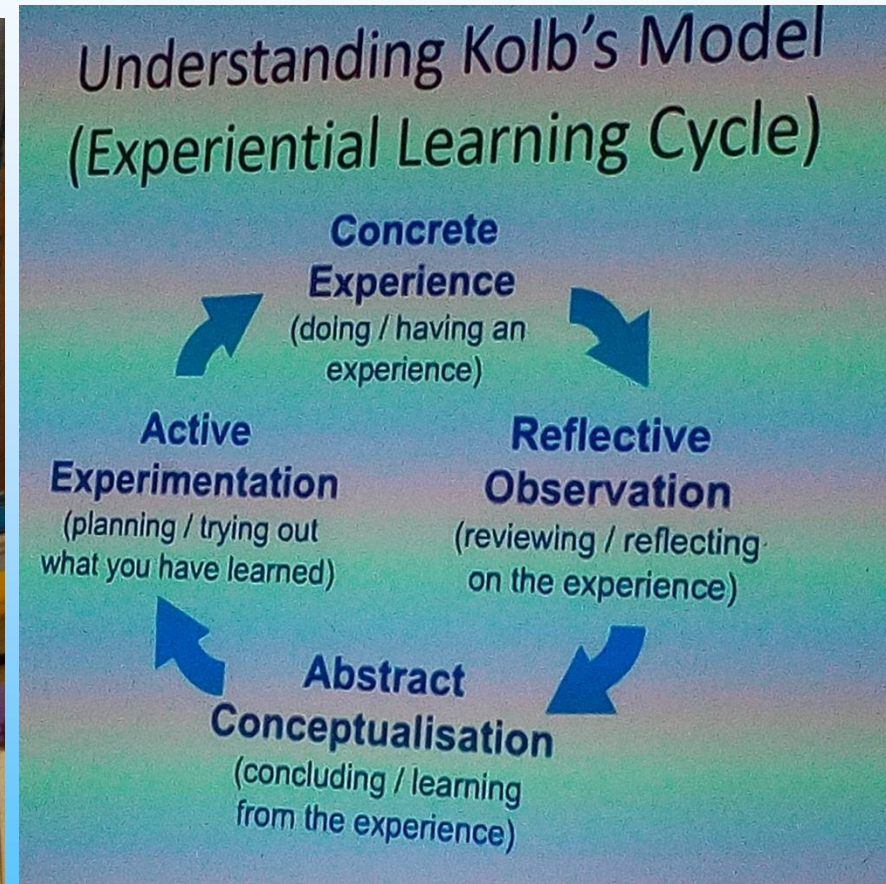 Understanding Kolb's Model
(Experiential Learning Cycle)
Concrete
Experience
(doing / having an
experience)
Reflective
Observation
(reviewing / reflecting
on the experience)
Abstract
Conceptualisation
(concluding / learning
from the experience)
Active
Experimentation
(planning / trying out
what you have learned)